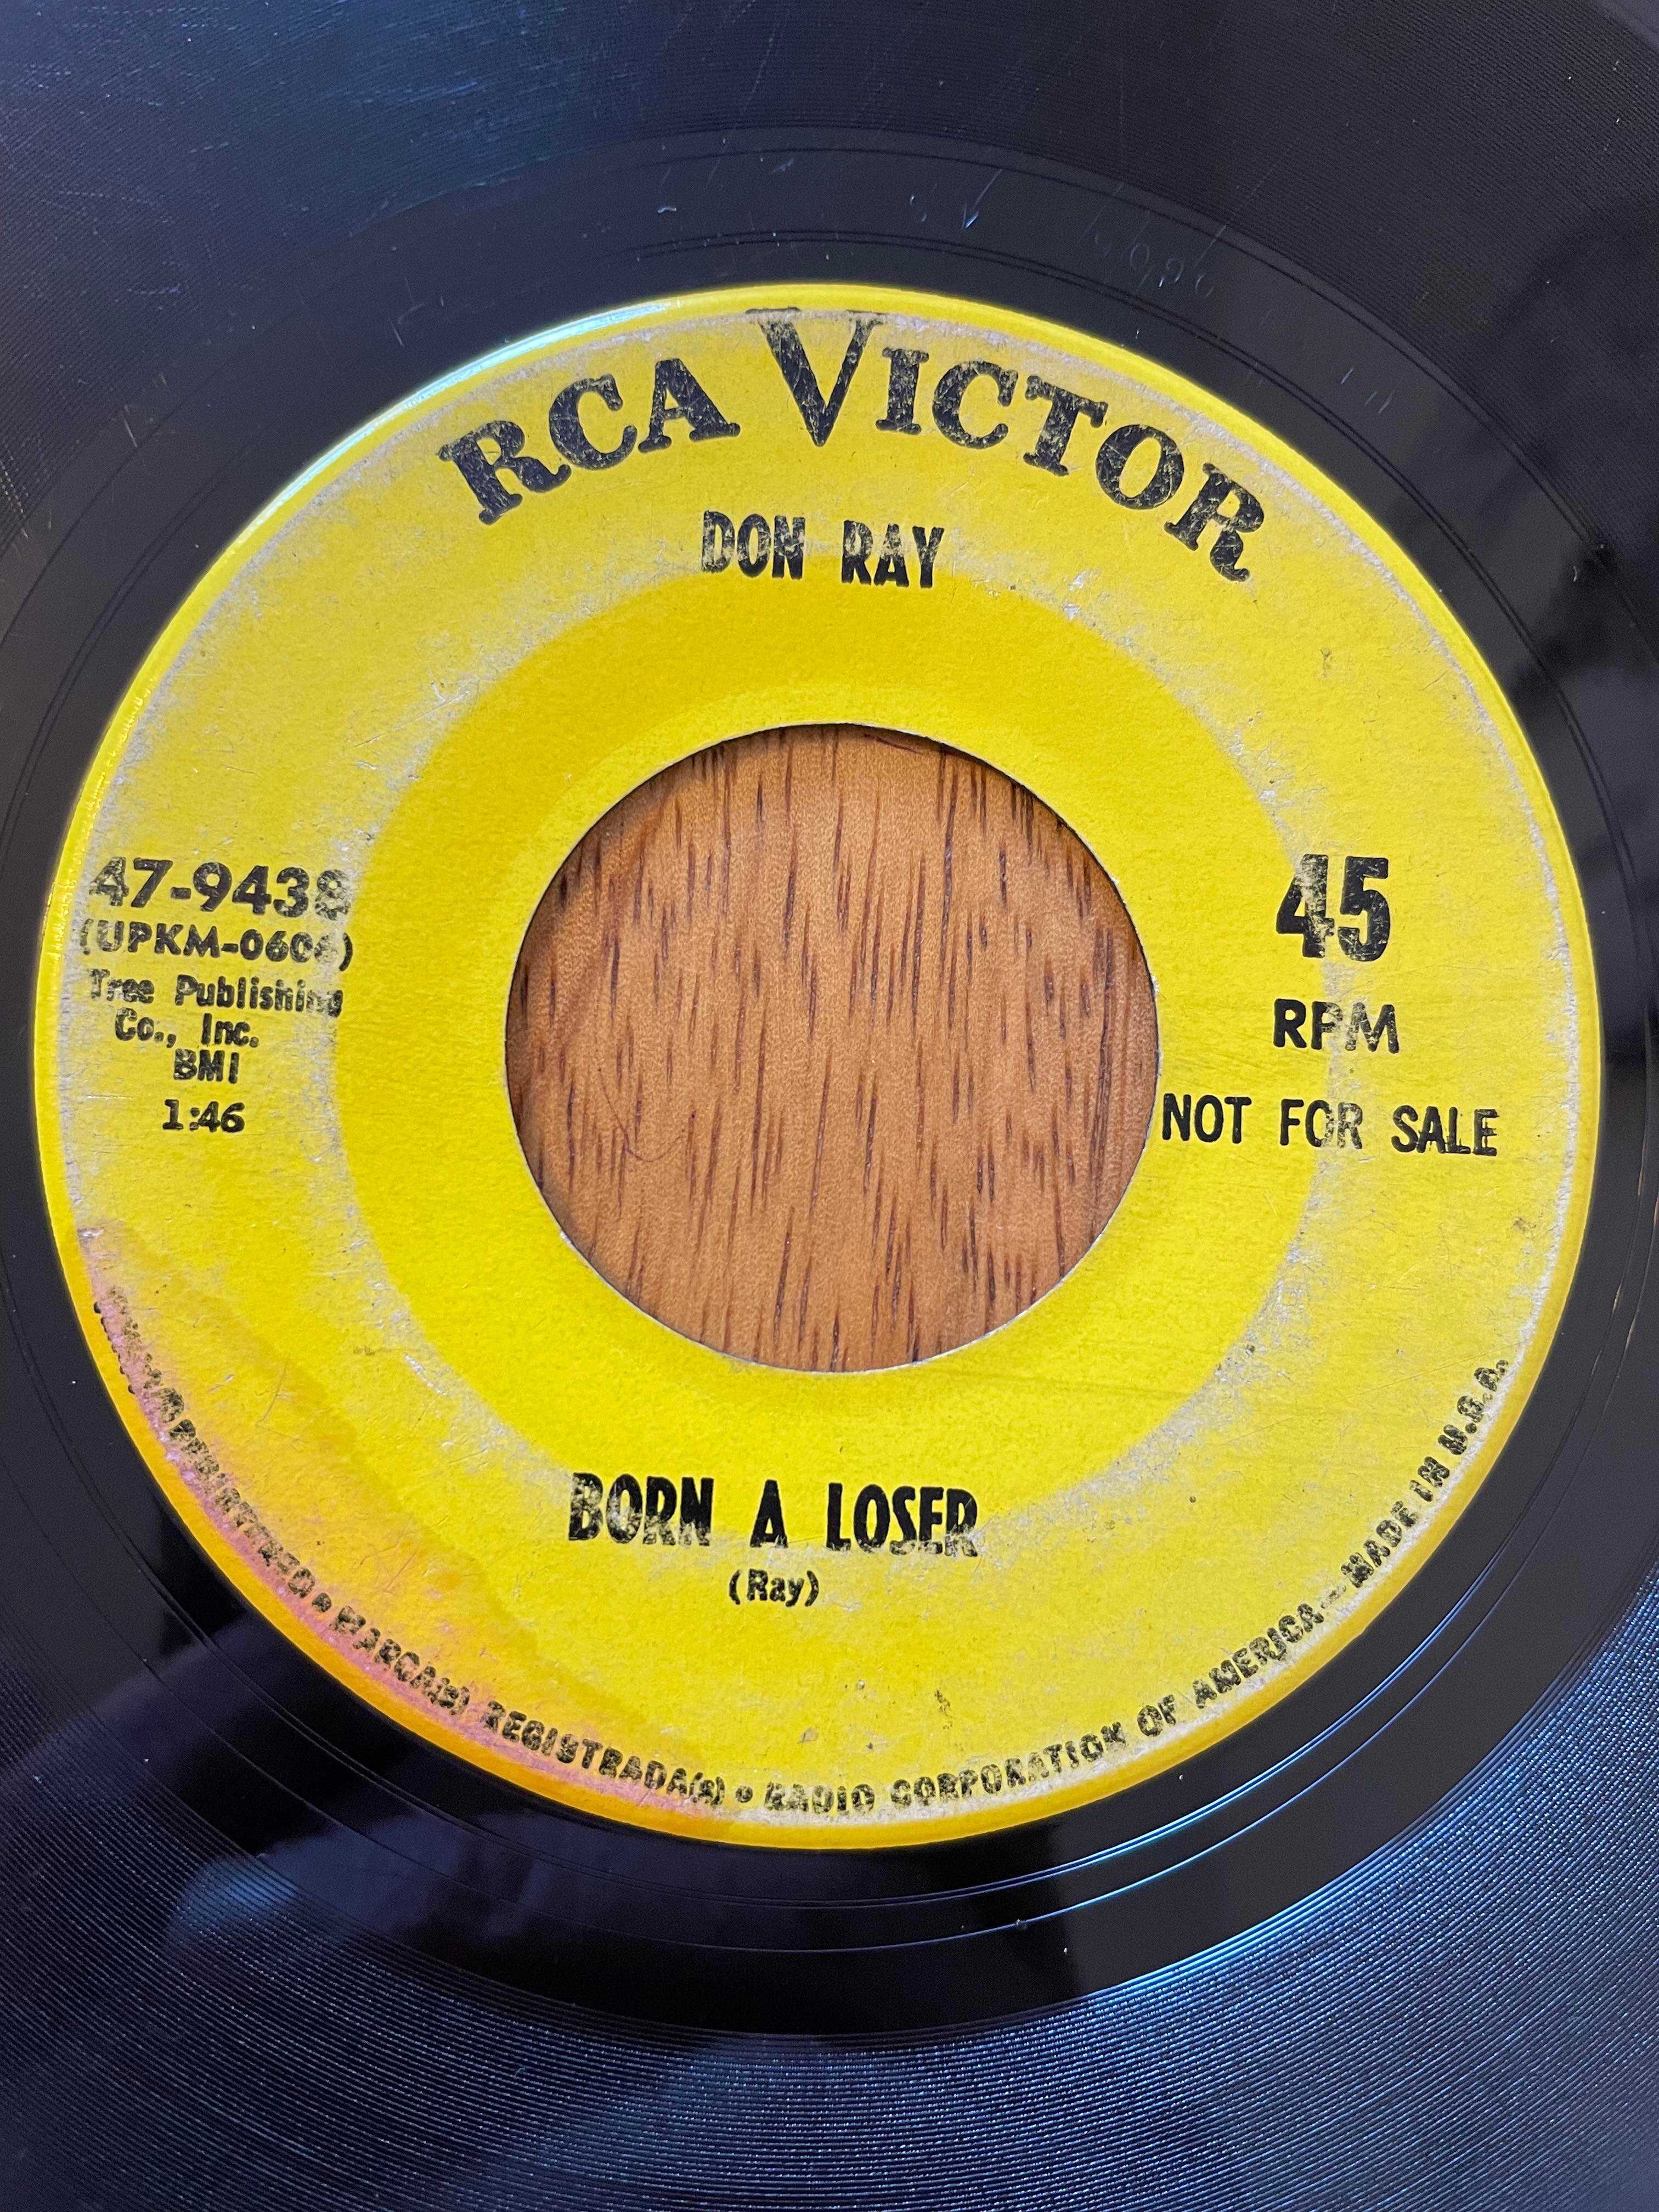 RCA VICTOR
DON RAY
47-9438
(UPKM-0606)
Tree Publishing
Co., Inc.
BMI
1:46
45
RPM
NOT FOR SALE
BORN A LOSER
(Ray)
MARCA(S) REGISTRADA(S) • RADIO CORPORATION OF AMERICA—MADE IN U.S.A.